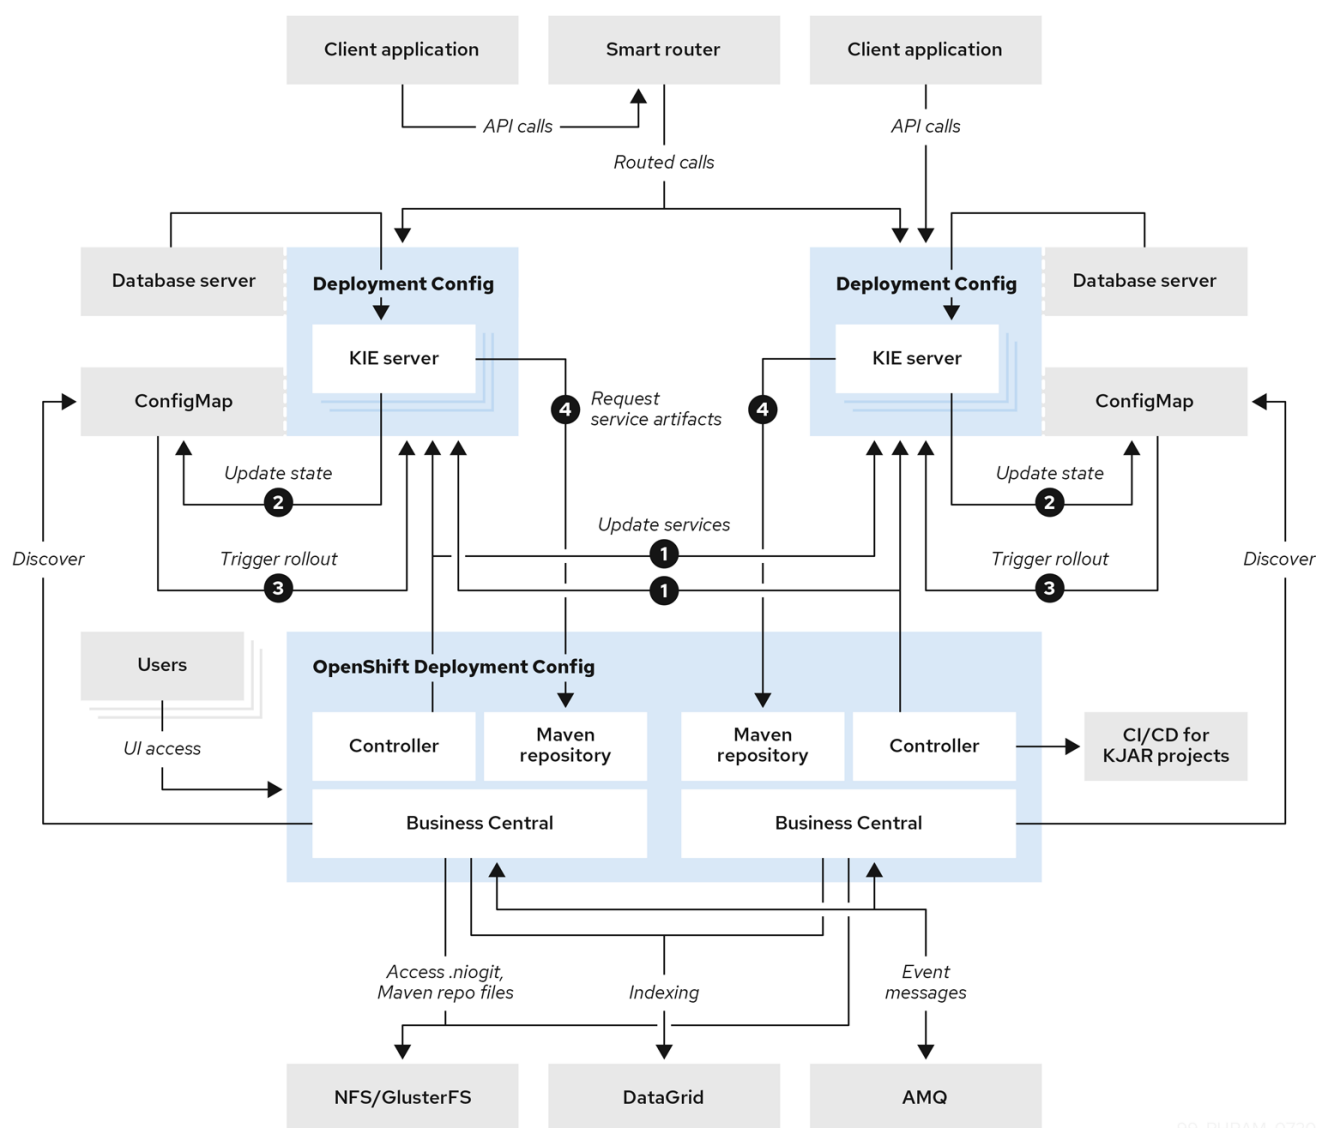 Client application
Smart router
Client application
API calls
API calls
Routed calls
Database server
Deployment Config
Deployment Config
Database server
KIE server
KIE server
ConfigMap
4
Request
service artifacts
4
ConfigMap
Update state
2
Update state
2
Update services
1
Discover
Trigger rollout
3
1
Trigger rollout
3
Discover
Users
OpenShift Deployment Config
UI access
Controller
Maven
repository
Maven
repository
Controller
CI/CD for
KJAR projects
Business Central
Business Central
Access .niogit,
Maven repo files
Indexing
Event
messages
NFS/GlusterFS
DataGrid
AMQ